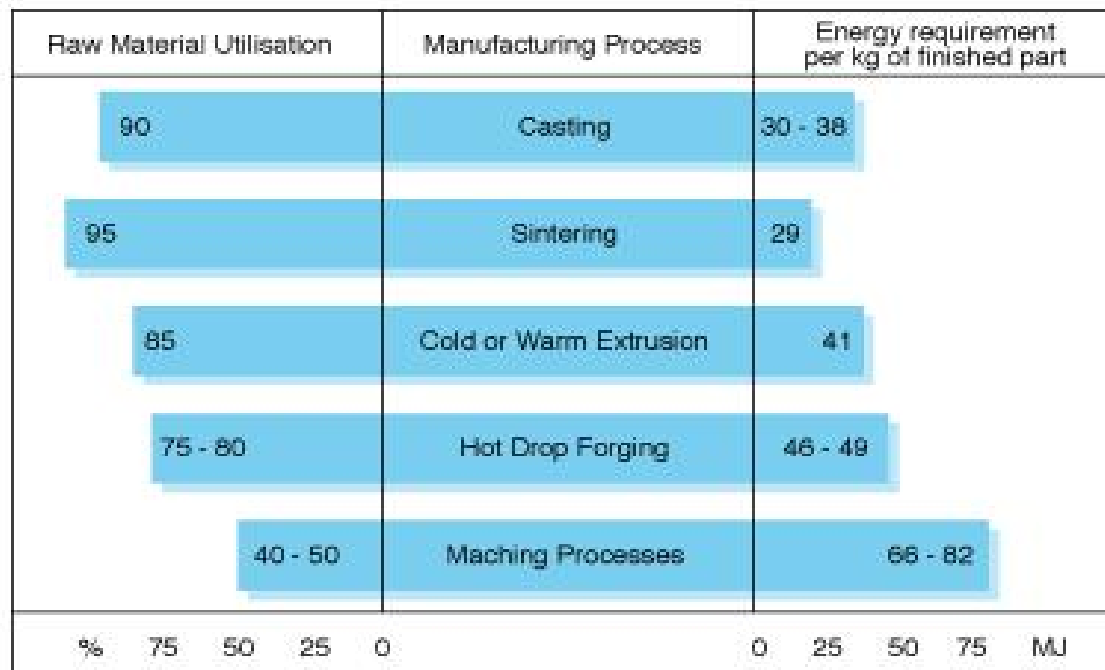 Raw Material Utilisation
Manufacturing Process
Energy requirement
per kg of finished part
90
Casting
30 - 38
95
Sintering
29
85
Cold or Warm Extrusion
41
75 - 80
Hot Drop Forging
46 - 49
40 - 50
Maching Processes
66 - 82
% 75 50 25 0
0 25 50 75 MJ